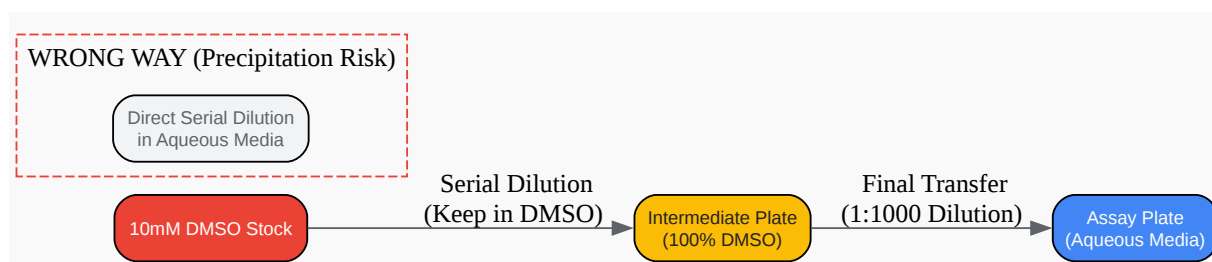 WRONG WAY (Precipitation Risk)
Direct Serial Dilution
in Aqueous Media
10mM DMSO Stock
Serial Dilution
(Keep in DMSO)
Intermediate Plate
(100% DMSO)
Final Transfer
(1:1000 Dilution)
Assay Plate
(Aqueous Media)